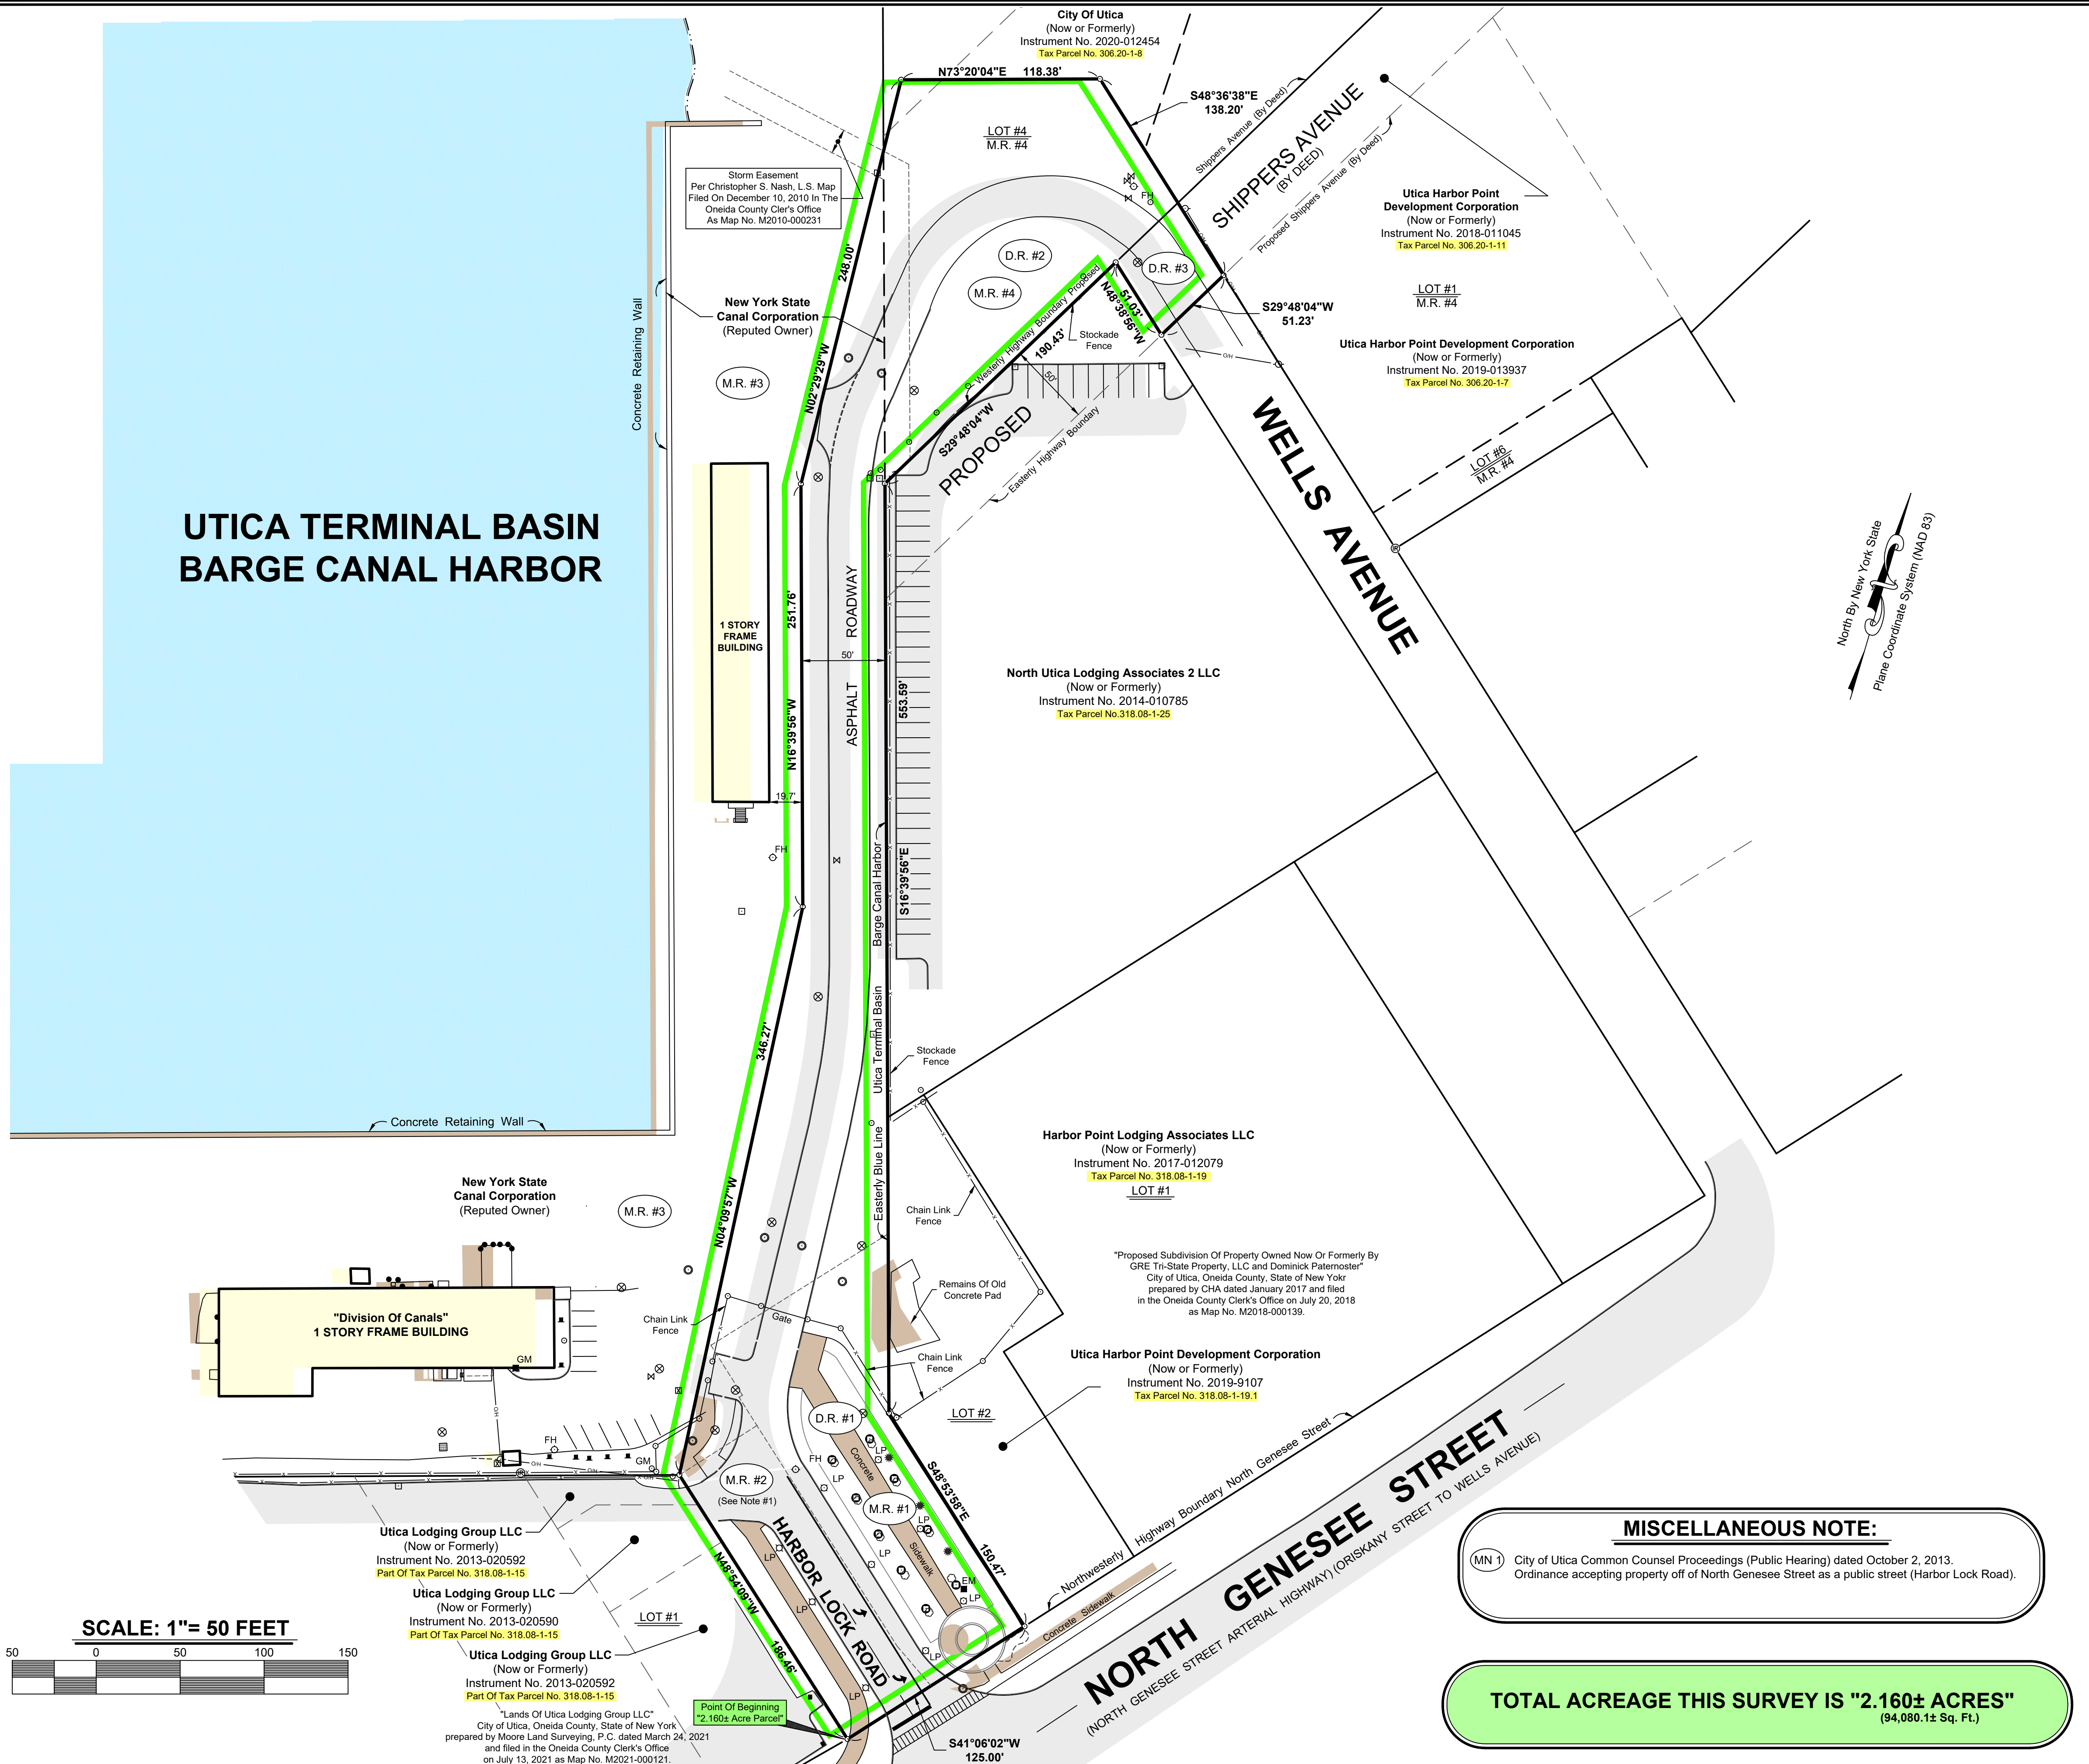 City Of Utica
(Now or Formerly)
Instrument No. 2020-012454
Tax Parcel No. 306.20-1-8
N73°20'04"E 118.38'
S48°36'38"E
138.20'
LOT #4
M.R. #4
Shippers Avenue (By Deed)
SHIPPERS AVENUE
(BY DEED)
Proposed Shippers Avenue (By Deed)
Storm Easement
Per Christopher S. Nash, L.S. Map
Filed On December 10, 2010 In The
Oneida County Cler's Office
As Map No. M2010-000231
FH
Utica Harbor Point
Development Corporation
(Now or Formerly)
Instrument No. 2018-011045
Tax Parcel No. 306.20-1-11
248.00'
D.R. #2
D.R. #3
M.R. #4
LOT #1
M.R. #4
New York State
Canal Corporation
(Reputed Owner)
Concrete Retaining Wall
51.03'
N48°38'56"W
S29°48'04"W
51.23'
Westerly Highway Boundary Proposed
190.43'
Stockade
Fence
O/H
Utica Harbor Point Development Corporation
(Now or Formerly)
Instrument No. 2019-013937
Tax Parcel No. 306.20-1-7
M.R. #3
N02°29'29"W
50'
S29°48'04"W
PROPOSED
Easterly Highway Boundary
WELLS AVENUE
LOT #6
M.R. #4
UTICA TERMINAL BASIN
BARGE CANAL HARBOR
North By New York State
Plane Coordinate System (NAD 83)
1 STORY
FRAME
BUILDING
251.76'
N16°39'56"W
ASPHALT ROADWAY
50'
553.59'
S16°39'56"E
North Utica Lodging Associates 2 LLC
(Now or Formerly)
Instrument No. 2014-010785
Tax Parcel No.318.08-1-25
19.7'
FH
Easterly Blue Line Utica Terminal Basin Barge Canal Harbor
346.27'
N04°09'57"W
Stockade
Fence
Concrete Retaining Wall
Harbor Point Lodging Associates LLC
(Now or Formerly)
Instrument No. 2017-012079
Tax Parcel No. 318.08-1-19
LOT #1
New York State
Canal Corporation
(Reputed Owner)
M.R. #3
Chain Link
Fence
"Proposed Subdivision Of Property Owned Now Or Formerly By
GRE Tri-State Property, LLC and Dominick Paternoster"
City of Utica, Oneida County, State of New Yokr
prepared by CHA dated January 2017 and filed
in the Oneida County Clerk's Office on July 20, 2018
as Map No. M2018-000139.
Remains Of Old
Concrete Pad
"Division Of Canals"
1 STORY FRAME BUILDING
GM
Chain Link
Fence
Gate
Chain Link
Fence
Utica Harbor Point Development Corporation
(Now or Formerly)
Instrument No. 2019-9107
Tax Parcel No. 318.08-1-19.1
O/H
D.R. #1
LOT #2
FH
GM
O/H
O/H
LP
FH
LP
Concrete Sidewalk
M.R. #2
(See Note #1)
M.R. #1
S48°53'58"E
150.47'
LP
LP
LP
EM
LP
LP
LP
LP
LP
HARBOR LOCK ROAD
N48°54'09"W
186.46'
Northwesterly Highway Boundary North Genesee Street
Concrete Sidewalk
NORTH GENESEE STREET
(NORTH GENESEE STREET ARTERIAL HIGHWAY) (ORISKANY STREET TO WELLS AVENUE)
Utica Lodging Group LLC
(Now or Formerly)
Instrument No. 2013-020592
Part Of Tax Parcel No. 318.08-1-15
Utica Lodging Group LLC
(Now or Formerly)
Instrument No. 2013-020590
Part Of Tax Parcel No. 318.08-1-15
LOT #1
Utica Lodging Group LLC
(Now or Formerly)
Instrument No. 2013-020592
Part Of Tax Parcel No. 318.08-1-15
"Lands Of Utica Lodging Group LLC"
City of Utica, Oneida County, State of New York
prepared by Moore Land Surveying, P.C. dated March 24, 2021
and filed in the Oneida County Clerk's Office
on July 13, 2021 as Map No. M2021-000121.
Point Of Beginning
"2.160± Acre Parcel"
S41°06'02"W
125.00'
SCALE: 1"= 50 FEET
50 0 50 100 150
MISCELLANEOUS NOTE:
MN 1 City of Utica Common Counsel Proceedings (Public Hearing) dated October 2, 2013.
Ordinance accepting property off of North Genesee Street as a public street (Harbor Lock Road).
TOTAL ACREAGE THIS SURVEY IS "2.160± ACRES"
(94,080.1± Sq. Ft.)